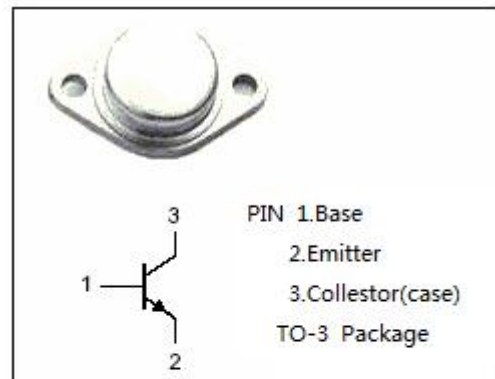 3
PIN 1.Base
2.Emitter
1
3.Collestor(case)
TO-3 Package
2